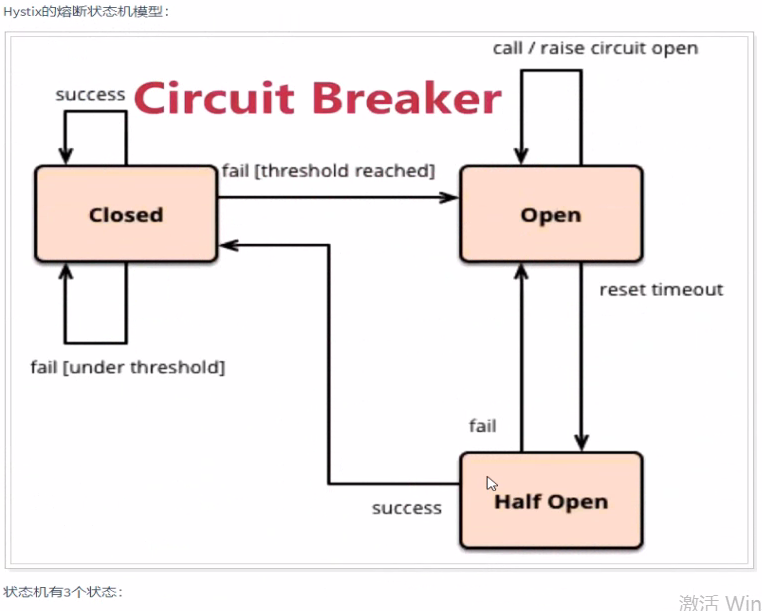 Hystix的熔断状态机模型：
call / raise circuit open
success
Circuit Breaker
fail [threshold reached]
Closed
Open
reset timeout
fail [under threshold]
fail
Half Open
success
状态机有3个状态：
激活 Win